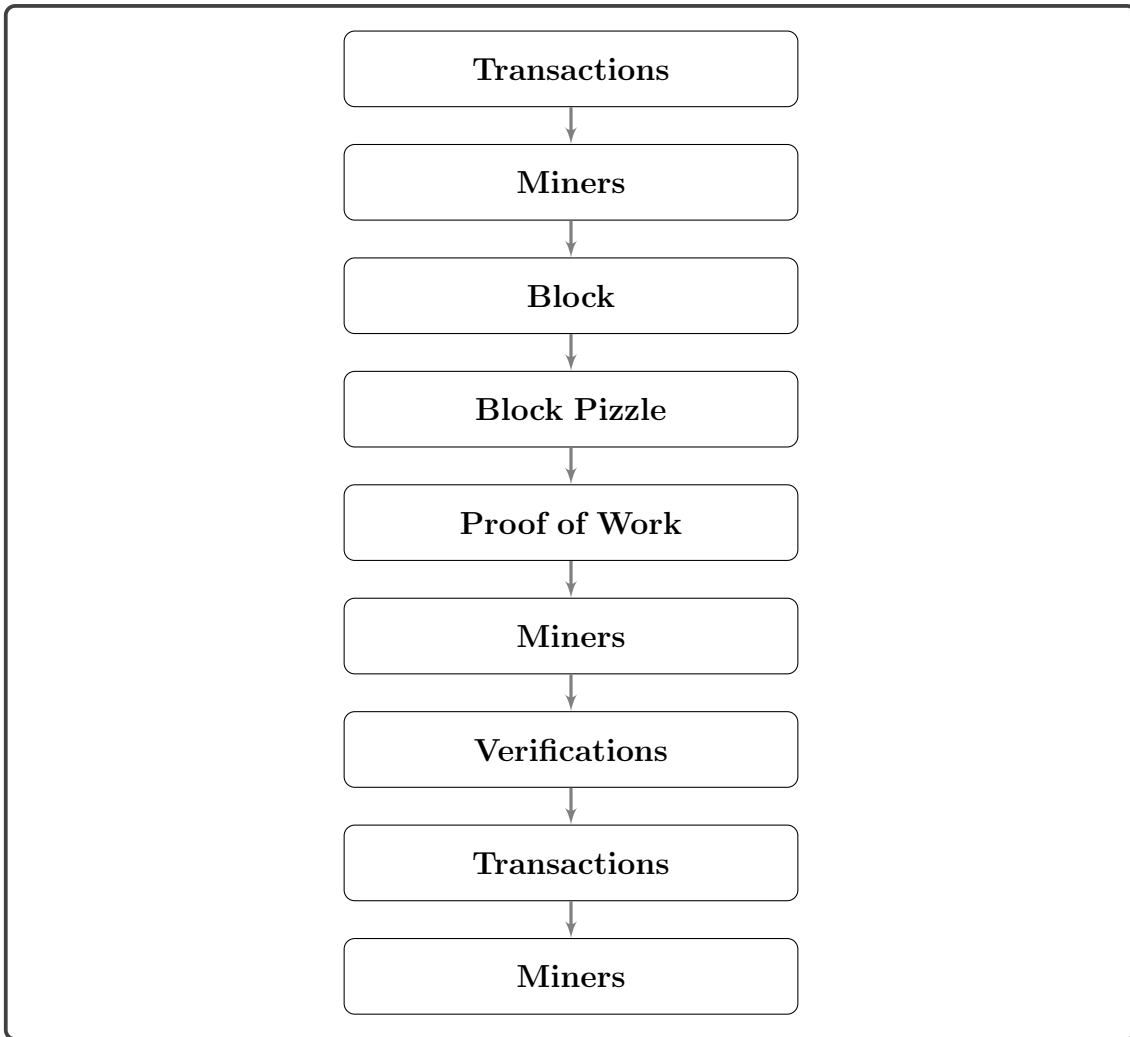 Transactions
Miners
Block
Block Pizzle
Proof of Work
Miners
Verifications
Transactions
Miners